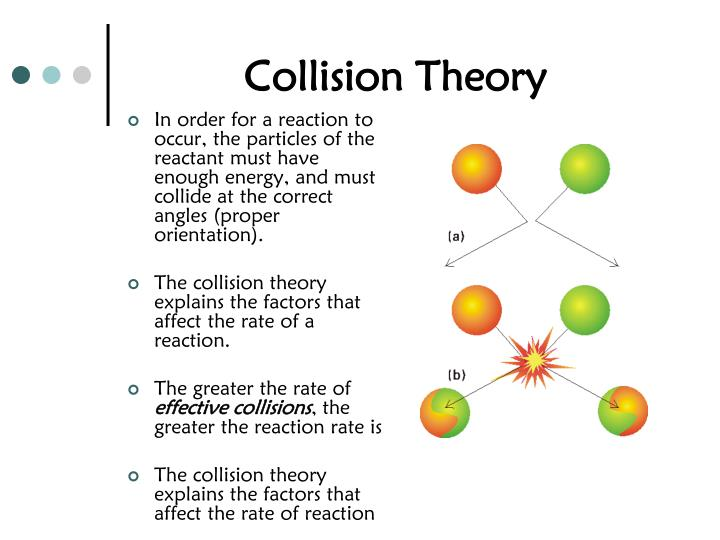 Collision Theory
In order for a reaction to
occur, the particles of the
reactant must have
enough energy, and must
collide at the correct
angles (proper
orientation).
The collision theory
explains the factors that
affect the rate of a
reaction.
The greater the rate of
effective collisions, the
greater the reaction rate is
The collision theory
explains the factors that
affect the rate of reaction
(a)
(b)